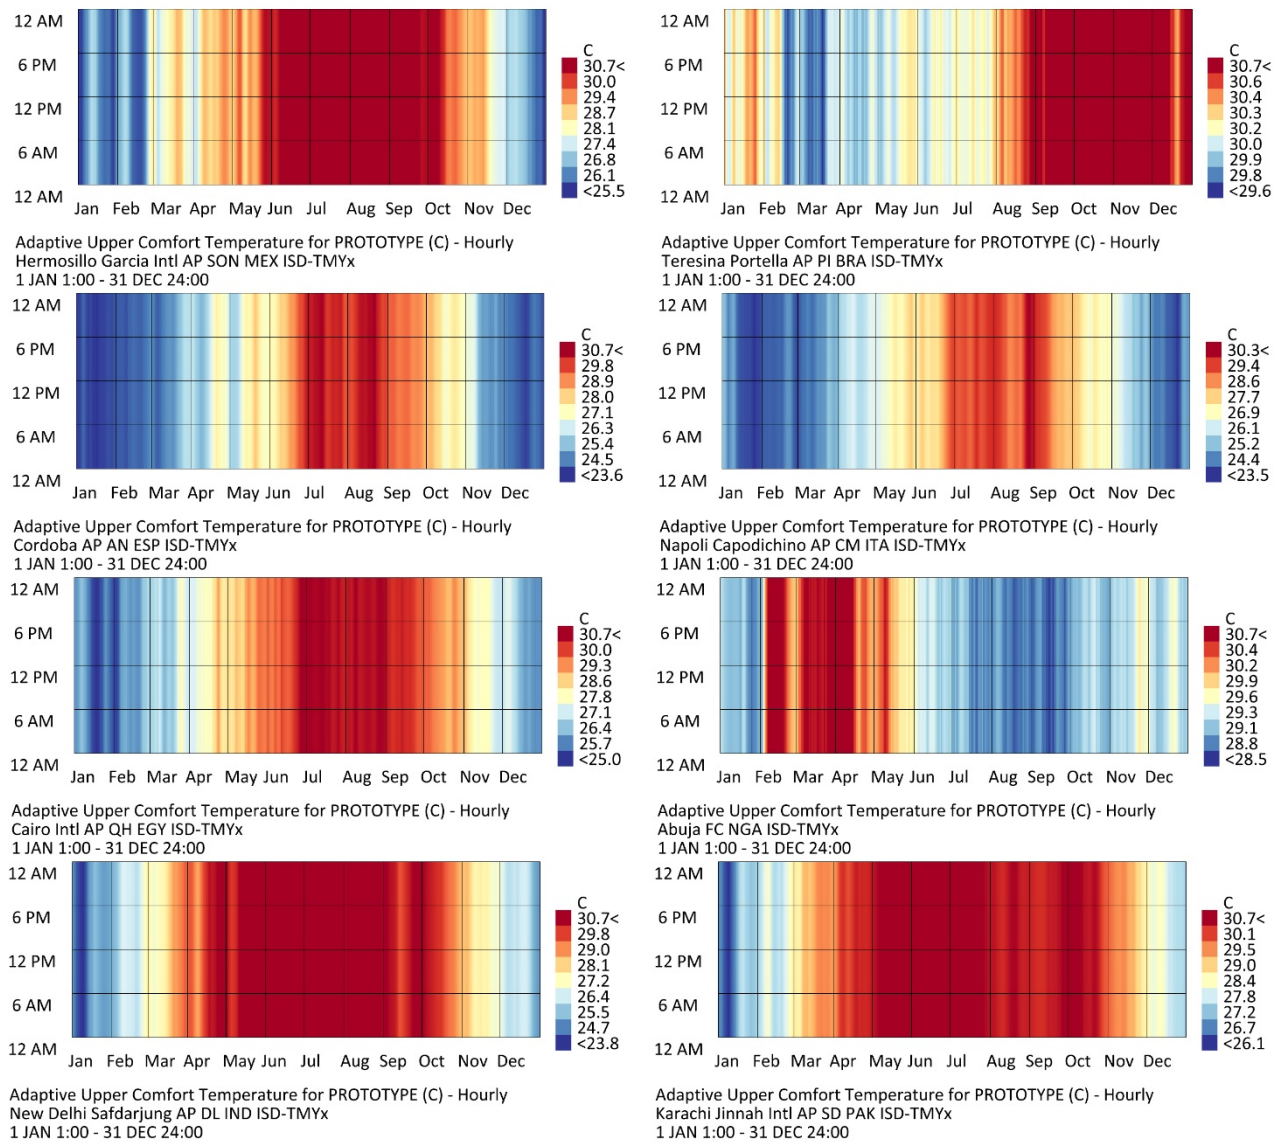 12 AM
6 PM
12 PM
6 AM
12 AM
Jan Feb Mar Apr May Jun Jul Aug Sep Oct Nov Dec
C
30.7<
30.0
29.4
28.7
28.1
27.4
26.8
26.1
<25.5
Adaptive Upper Comfort Temperature for PROTOTYPE (C) - Hourly
Hermosillo Garcia Intl AP SON MEX ISD-TMYx
1 JAN 1:00 - 31 DEC 24:00
12 AM
6 PM
12 PM
6 AM
12 AM
Jan Feb Mar Apr May Jun Jul Aug Sep Oct Nov Dec
C
30.7<
30.6
30.4
30.3
30.2
30.0
29.9
29.8
<29.6
Adaptive Upper Comfort Temperature for PROTOTYPE (C) - Hourly
Teresina Portella AP PI BRA ISD-TMYx
1 JAN 1:00 - 31 DEC 24:00
12 AM
6 PM
12 PM
6 AM
12 AM
Jan Feb Mar Apr May Jun Jul Aug Sep Oct Nov Dec
C
30.7<
29.8
28.9
28.0
27.1
26.3
25.4
24.5
<23.6
Adaptive Upper Comfort Temperature for PROTOTYPE (C) - Hourly
Cordoba AP AN ESP ISD-TMYx
1 JAN 1:00 - 31 DEC 24:00
12 AM
6 PM
12 PM
6 AM
12 AM
Jan Feb Mar Apr May Jun Jul Aug Sep Oct Nov Dec
C
30.3<
29.4
28.6
27.7
26.9
26.1
25.2
24.4
<23.5
Adaptive Upper Comfort Temperature for PROTOTYPE (C) - Hourly
Napoli Capodichino AP CM ITA ISD-TMYx
1 JAN 1:00 - 31 DEC 24:00
12 AM
6 PM
12 PM
6 AM
12 AM
Jan Feb Mar Apr May Jun Jul Aug Sep Oct Nov Dec
C
30.7<
30.0
29.3
28.6
27.8
27.1
26.4
25.7
<25.0
Adaptive Upper Comfort Temperature for PROTOTYPE (C) - Hourly
Cairo Intl AP QH EGY ISD-TMYx
1 JAN 1:00 - 31 DEC 24:00
12 AM
6 PM
12 PM
6 AM
12 AM
Jan Feb Mar Apr May Jun Jul Aug Sep Oct Nov Dec
C
30.7<
30.4
30.2
29.9
29.6
29.3
29.1
28.8
<28.5
Adaptive Upper Comfort Temperature for PROTOTYPE (C) - Hourly
Abuja FC NGA ISD-TMYx
1 JAN 1:00 - 31 DEC 24:00
12 AM
6 PM
12 PM
6 AM
12 AM
Jan Feb Mar Apr May Jun Jul Aug Sep Oct Nov Dec
C
30.7<
29.8
29.0
28.1
27.2
26.4
25.5
24.7
<23.8
Adaptive Upper Comfort Temperature for PROTOTYPE (C) - Hourly
New Delhi Safdarjung AP DL IND ISD-TMYx
1 JAN 1:00 - 31 DEC 24:00
12 AM
6 PM
12 PM
6 AM
12 AM
Jan Feb Mar Apr May Jun Jul Aug Sep Oct Nov Dec
C
30.7<
30.1
29.5
29.0
28.4
27.8
27.2
26.7
<26.1
Adaptive Upper Comfort Temperature for PROTOTYPE (C) - Hourly
Karachi Jinnah Intl AP SD PAK ISD-TMYx
1 JAN 1:00 - 31 DEC 24:00